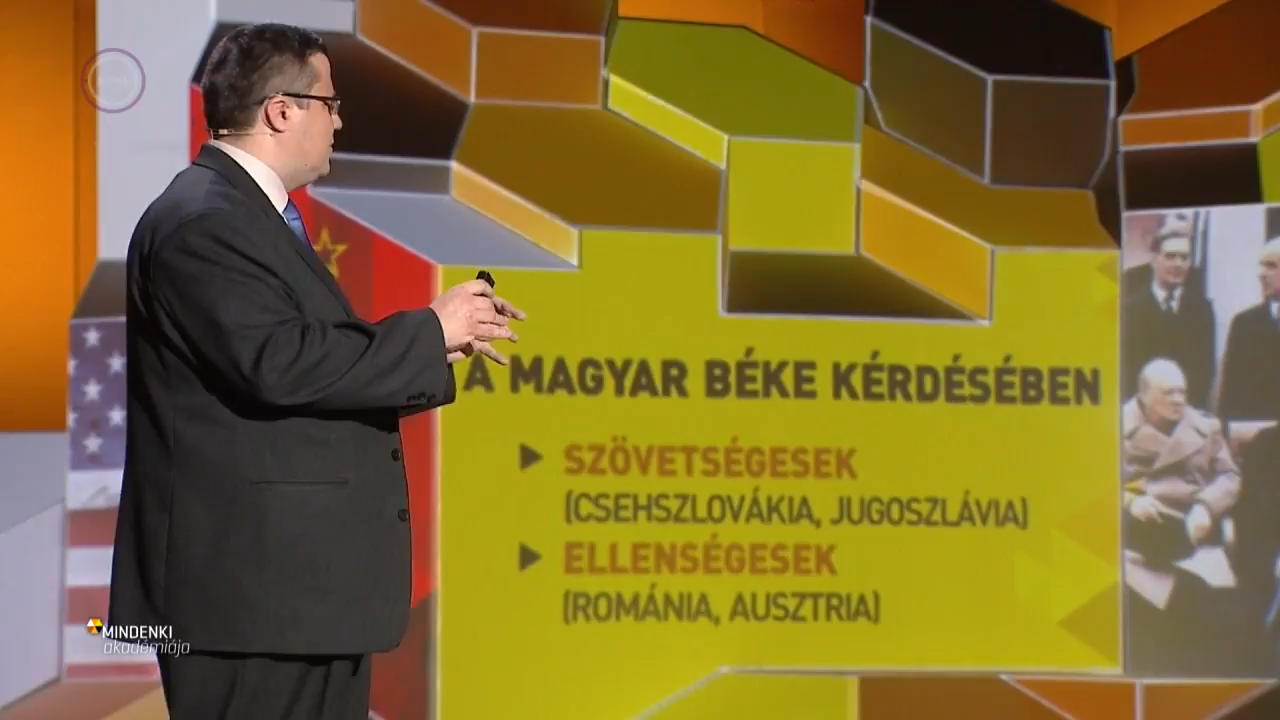 A MAGYAR BÉKE KÉRDÉSÉBEN
SZÖVETSÉGESEK
(CSEHSZLOVÁKIA, JUGOSZLÁVIA)
ELLENSÉGESEK
(ROMÁNIA, AUSZTRIA)
MINDENKI
akadémiája